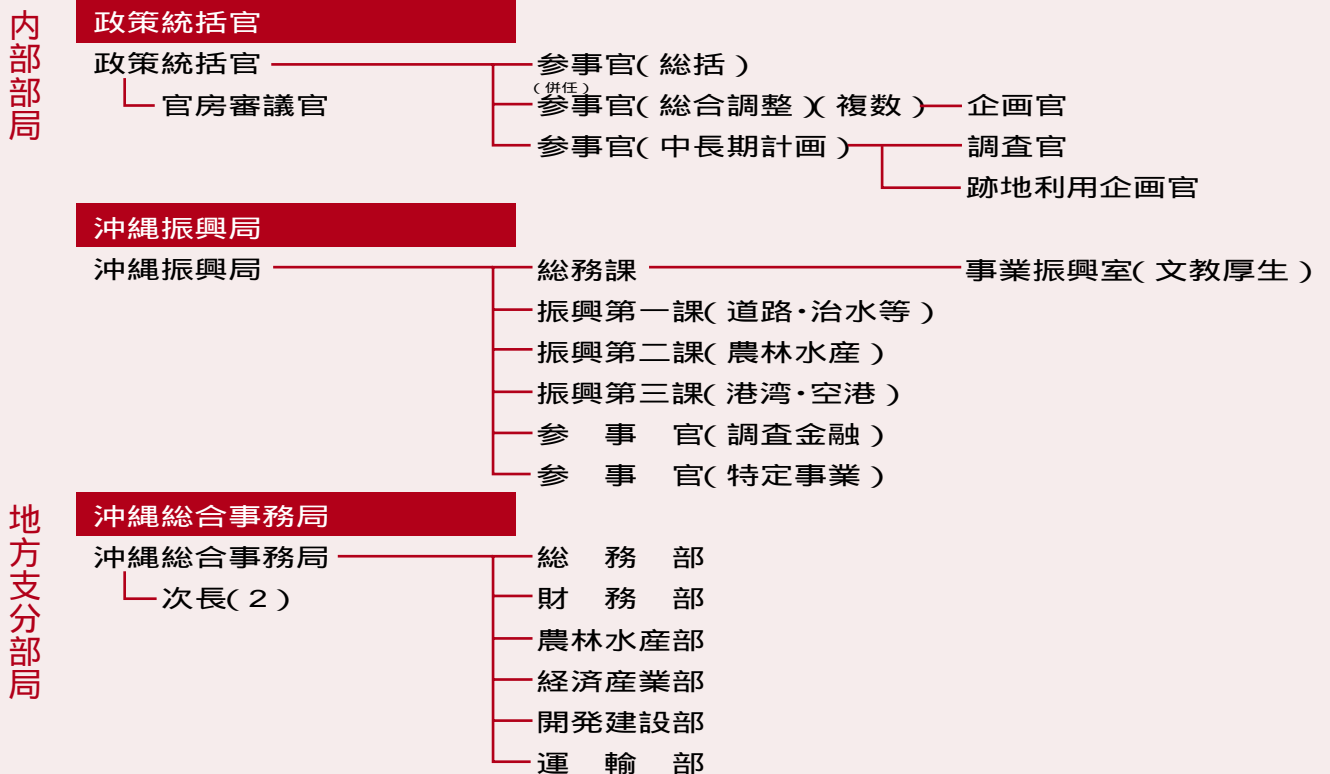 内部部局
政策統括官
政策統括官 参事官(総括)
(併任)
官房審議官 参事官(総合調整)(複数) 企画官
参事官(中長期計画) 調査官
跡地利用企画官
沖縄振興局
沖縄振興局 総務課 事業振興室(文教厚生)
振興第一課(道路・治水等)
振興第二課(農林水産)
振興第三課(港湾・空港)
参 事 官(調査金融)
参 事 官(特定事業)
地方支分部局
沖縄総合事務局
沖縄総合事務局 総 務 部
次長(2) 財 務 部
農林水産部
経済産業部
開発建設部
運 輸 部